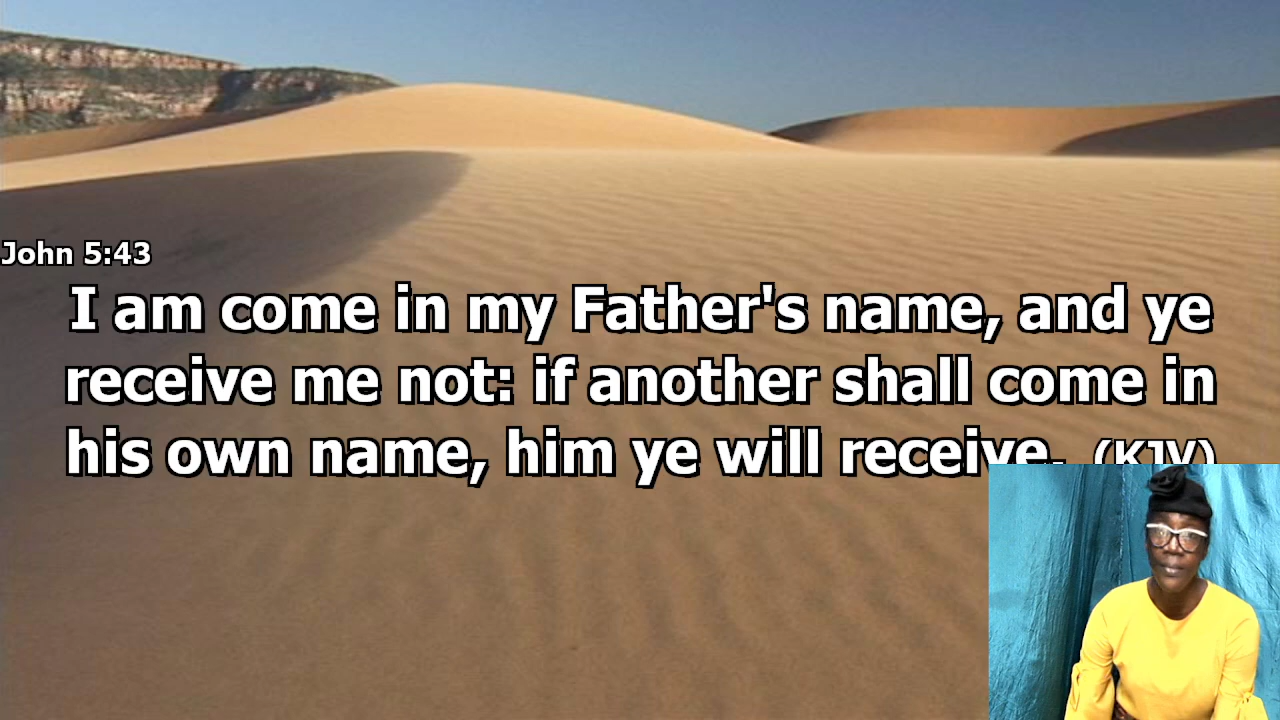 John 5:43
I am come in my Father's name, and ye
receive me not: if another shall come in
his own name, him ye will receive. (KJV)